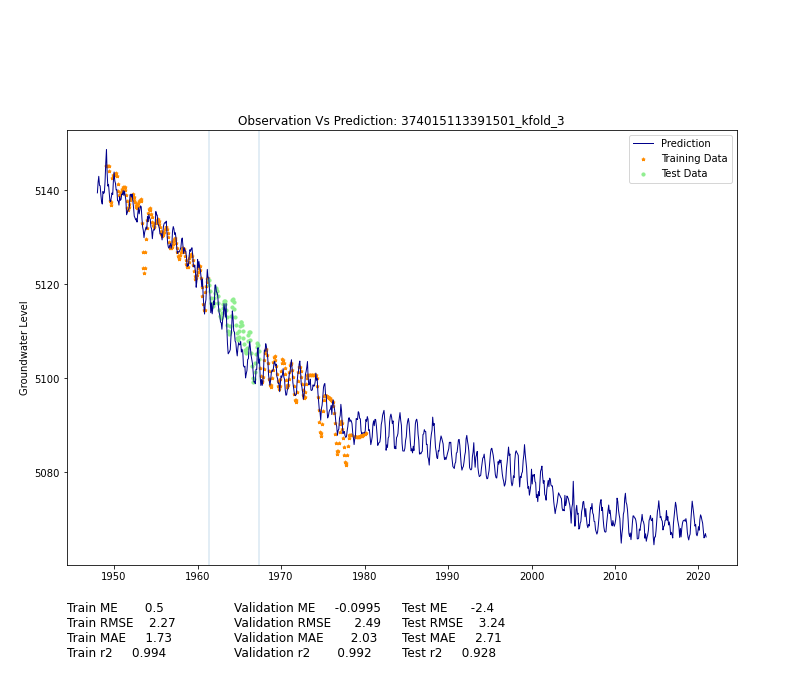 Observation Vs Prediction: 374015113391501_kfold_3
Prediction
Training Data
Test Data
5140
5120
5100
5080
Groundwater Level
1950 1960 1970 1980 1990 2000 2010 2020
Train ME 0.5 Validation ME -0.0995 Test ME -2.4
Train RMSE 2.27 Validation RMSE 2.49 Test RMSE 3.24
Train MAE 1.73 Validation MAE 2.03 Test MAE 2.71
Train r2 0.994 Validation r2 0.992 Test r2 0.928